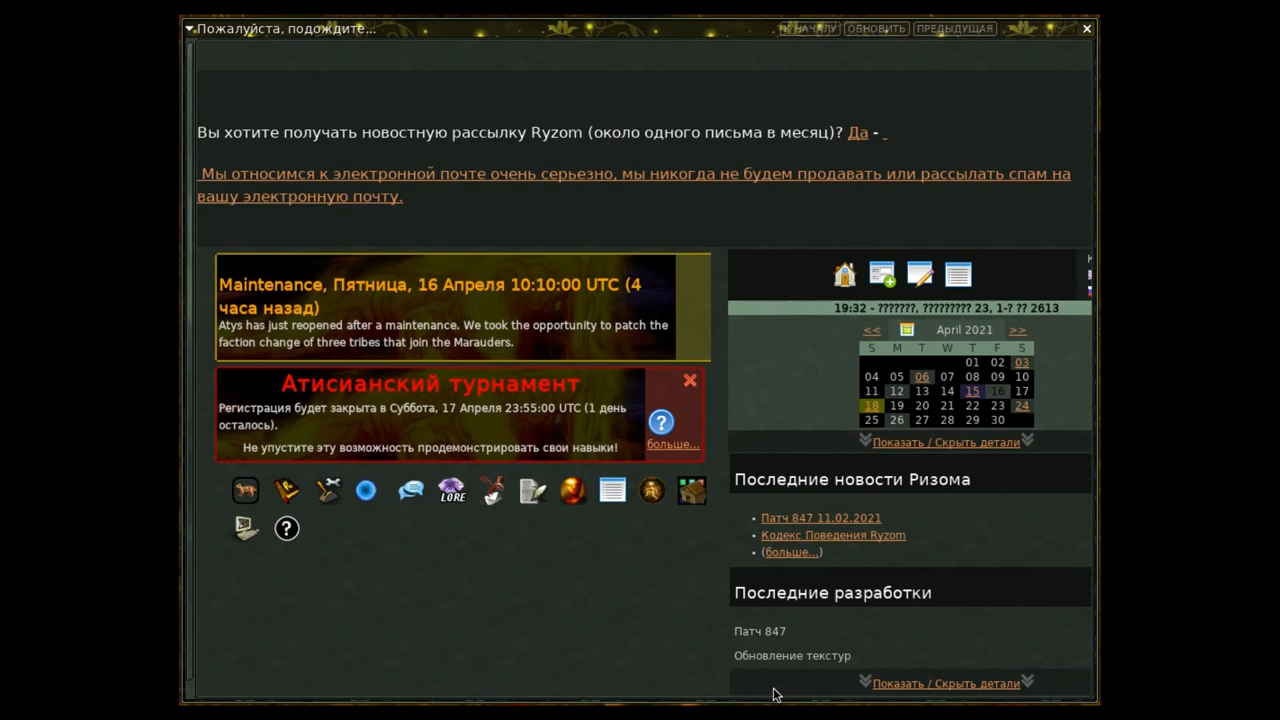 Пожалуйста, подождите...
К НАЧАЛУ ОБНОВИТЬ ПРЕДЫДУЩАЯ
Вы хотите получать новостную рассылку Ryzom (около одного письма в месяц)? Да -
Мы относимся к электронной почте очень серьезно, мы никогда не будем продавать или рассылать спам на
вашу электронную почту.
Maintenance, Пятница, 16 Апреля 10:10:00 UTC (4
часа назад)
Atys has just reopened after a maintenance. We took the opportunity to patch the
faction change of three tribes that join the Marauders.
Атисианский турнамент
Регистрация будет закрыта в Суббота, 17 Апреля 23:55:00 UTC (1 день
осталось).
больше...
Не упустите эту возможность продемонстрировать свои навыки!
LORE
19:32 - ???????, ????????? 23, 1-? ?? 2613
<< April 2021 >>
S M T W T F S
01 02 03
04 05 06 07 08 09 10
11 12 13 14 15 16 17
18 19 20 21 22 23 24
25 26 27 28 29 30
Показать / Скрыть детали
Последние новости Ризома
• Патч 847 11.02.2021
• Кодекс Поведения Ryzom
• (больше...)
Последние разработки
Патч 847
Обновление текстур
Показать / Скрыть детали